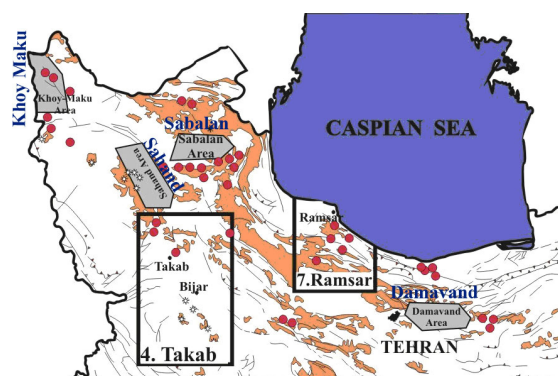 Khoy Maku
Khoy-Maku
Area
Sabalan
Sabalan
Area
Sahand
Sahand Area
CASPIAN SEA
Ramsar
7.Ramsar
Takab
Bijar
4. Takab
Damavand
Damavand
Area
TEHRAN